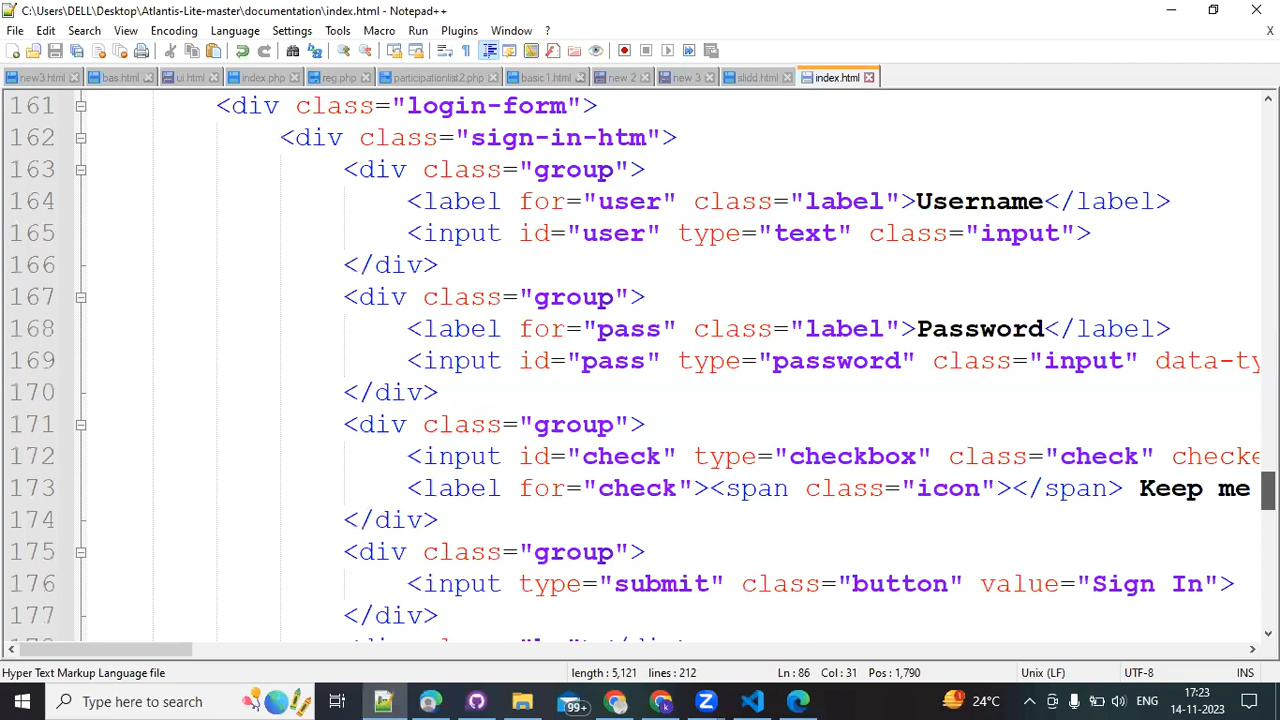 C:\Users\DELL\Desktop\Atlantis-Lite-master\documentation\index.html - Notepad++
File Edit Search View Encoding Language Settings Tools Macro Run Plugins Window ?
new3.html bas.html ui.html index.php reg.php participationlist2.php basic1.html new 2 new 3 slidd.html index.html
161 <div class="login-form">
162 <div class="sign-in-htm">
163 <div class="group">
164 <label for="user" class="label">Username</label>
165 <input id="user" type="text" class="input">
166 </div>
167 <div class="group">
168 <label for="pass" class="label">Password</label>
169 <input id="pass" type="password" class="input" data-ty
170 </div>
171 <div class="group">
172 <input id="check" type="checkbox" class="check" checke
173 <label for="check"><span class="icon"></span> Keep me
174 </div>
175 <div class="group">
176 <input type="submit" class="button" value="Sign In">
177 </div>
Hyper Text Markup Language file length : 5,121 lines : 212 Ln : 86 Col : 31 Pos : 1,790 Unix (LF) UTF-8 INS
Type here to search 99+ 24°C ENG 17:23
14-11-2023